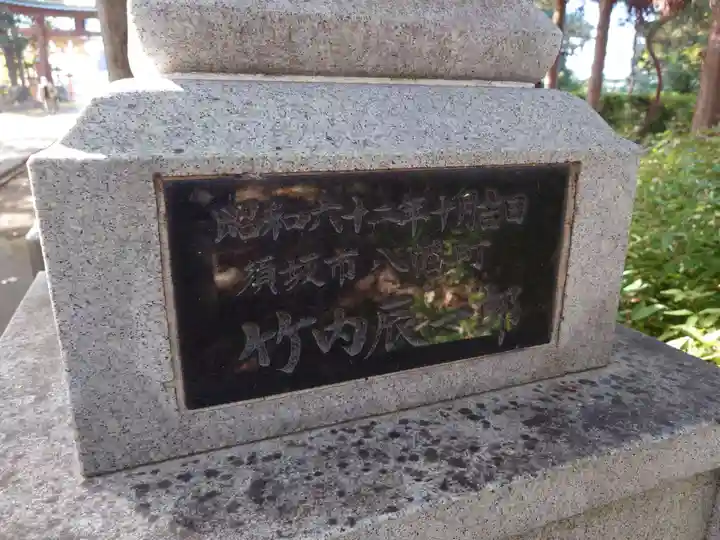 昭和六十二年十月吉日
須坂市八幡町
竹内辰一郎